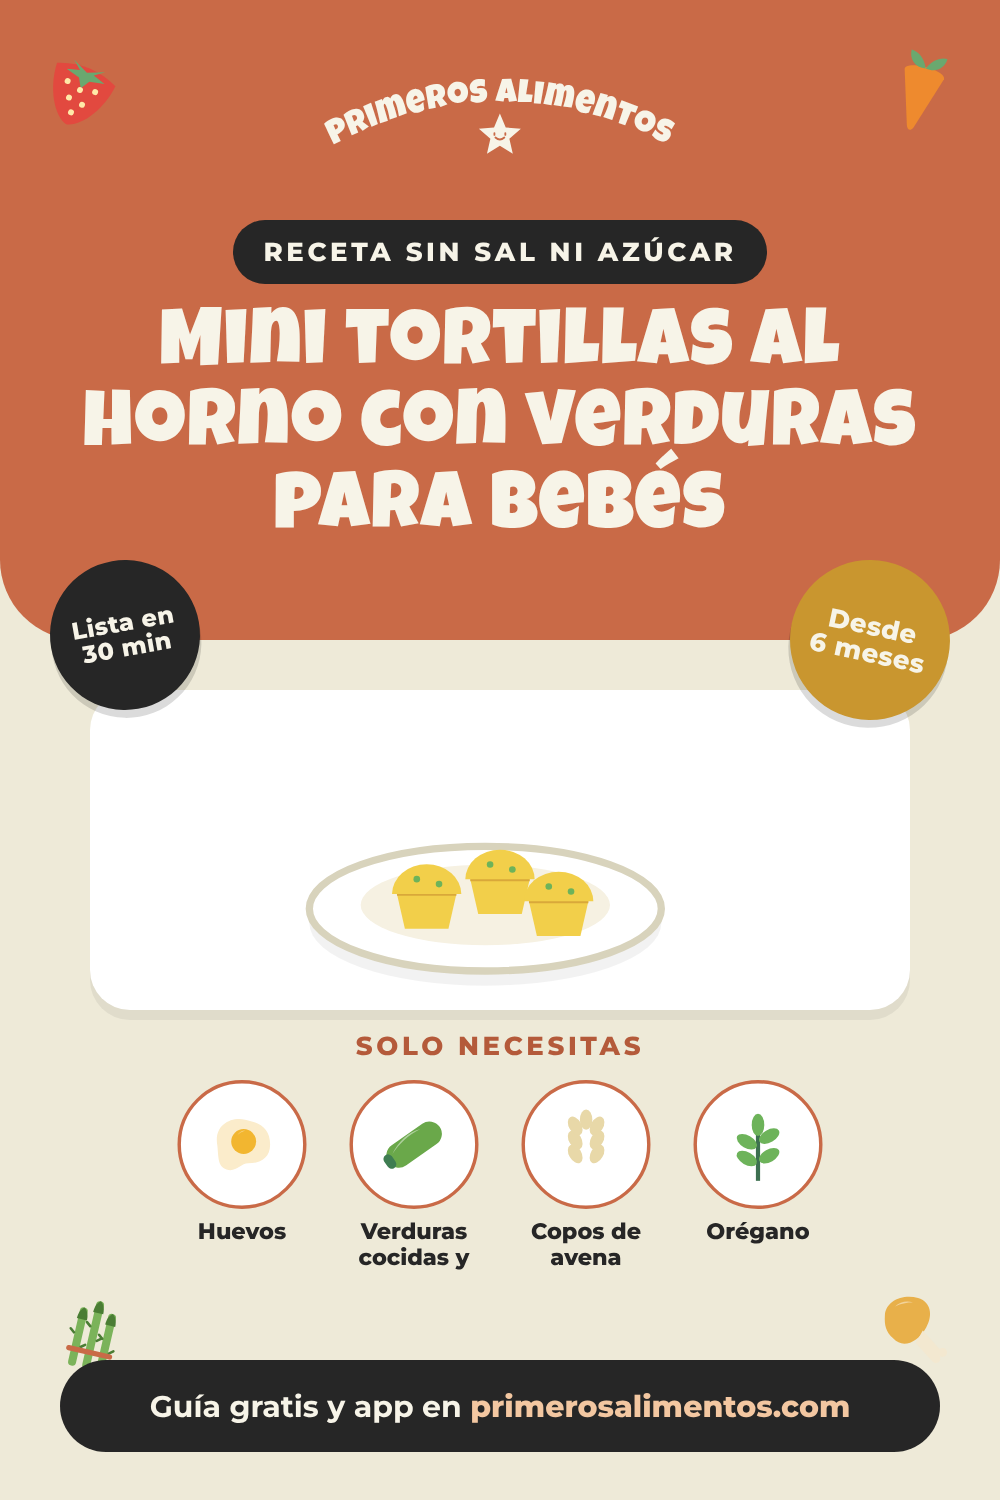 PRIMEROS ALIMENTOS
RECETA SIN SAL NI AZÚCAR
MINI TORTILLAS AL
HORNO CON VERDURAS
PARA BEBÉS
Lista en
30 min
Desde
6 meses
SOLO NECESITAS
Huevos
Verduras
cocidas y
Copos de
avena
Orégano
Guía gratis y app en primerosalimentos.com